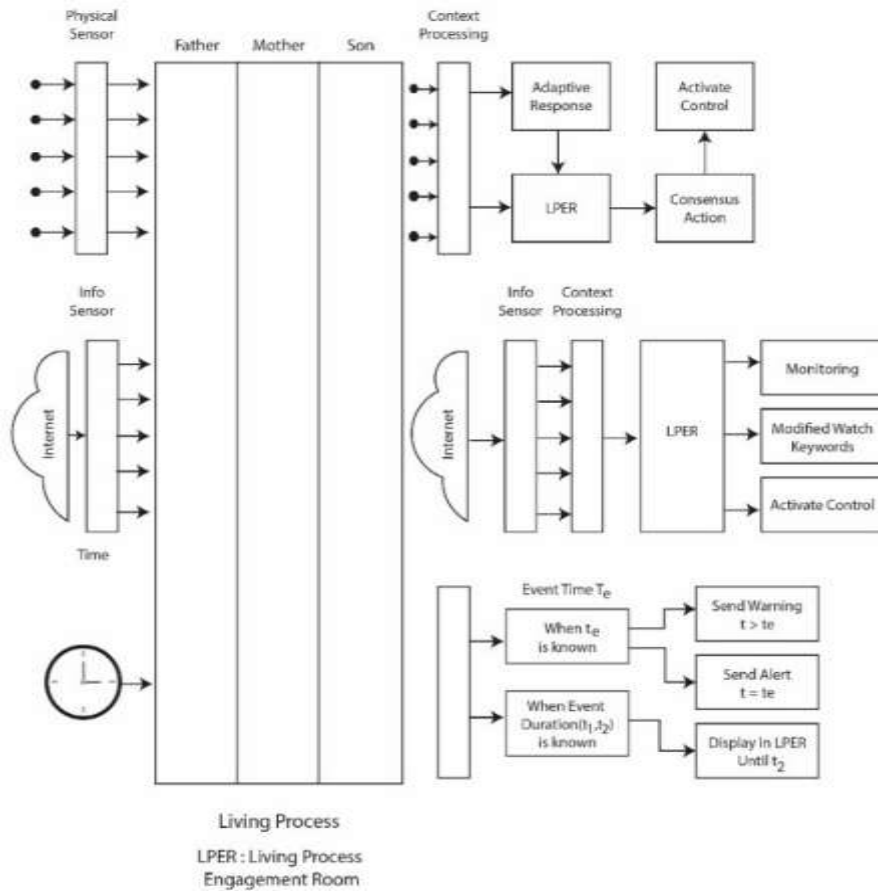 Physical
Sensor
Father
Mother
Son
Context
Processing
Adaptive
Response
Activate
Control
LPER
Consensus
Action
Info
Sensor
Internet
Time
Internet
Info
Sensor
Context
Processing
LPER
Monitoring
Modified Watch
Keywords
Activate Control
Event Time Te
When te
is known
Send Warning
t > te
Send Alert
t = te
When Event
Duration(t1,t2)
is known
Display in LPER
Until t2
Living Process
LPER : Living Process
Engagement Room